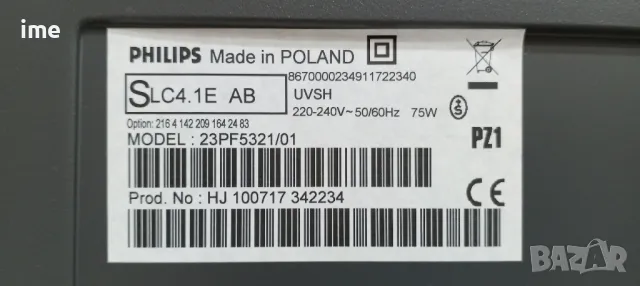 ime
PHILIPS Made in POLAND
8670000234911722340
SLC4.1E AB
UVSH
220-240V~50/60Hz 75W
Option: 216 4 142 209 164 24 83
MODEL : 23PF5321/01
PZ1
Prod. No : HJ 100717 342234
CE
BAZAR